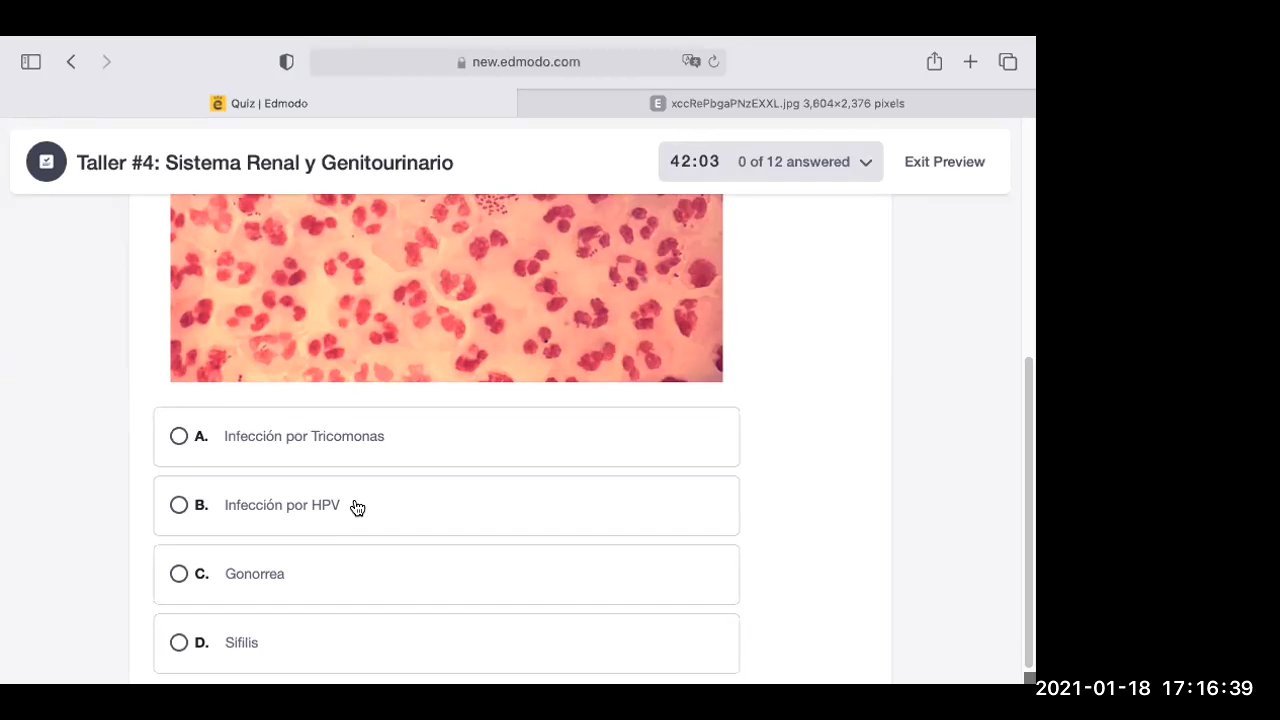 new.edmodo.com
Quiz | Edmodo
E xccRePbgaPNzEXXL.jpg 3,604×2,376 pixels
Taller #4: Sistema Renal y Genitourinario
42:03 0 of 12 answered Exit Preview
A. Infección por Tricomonas
B. Infección por HPV
C. Gonorrea
D. Sifilis
2021-01-18 17:16:39